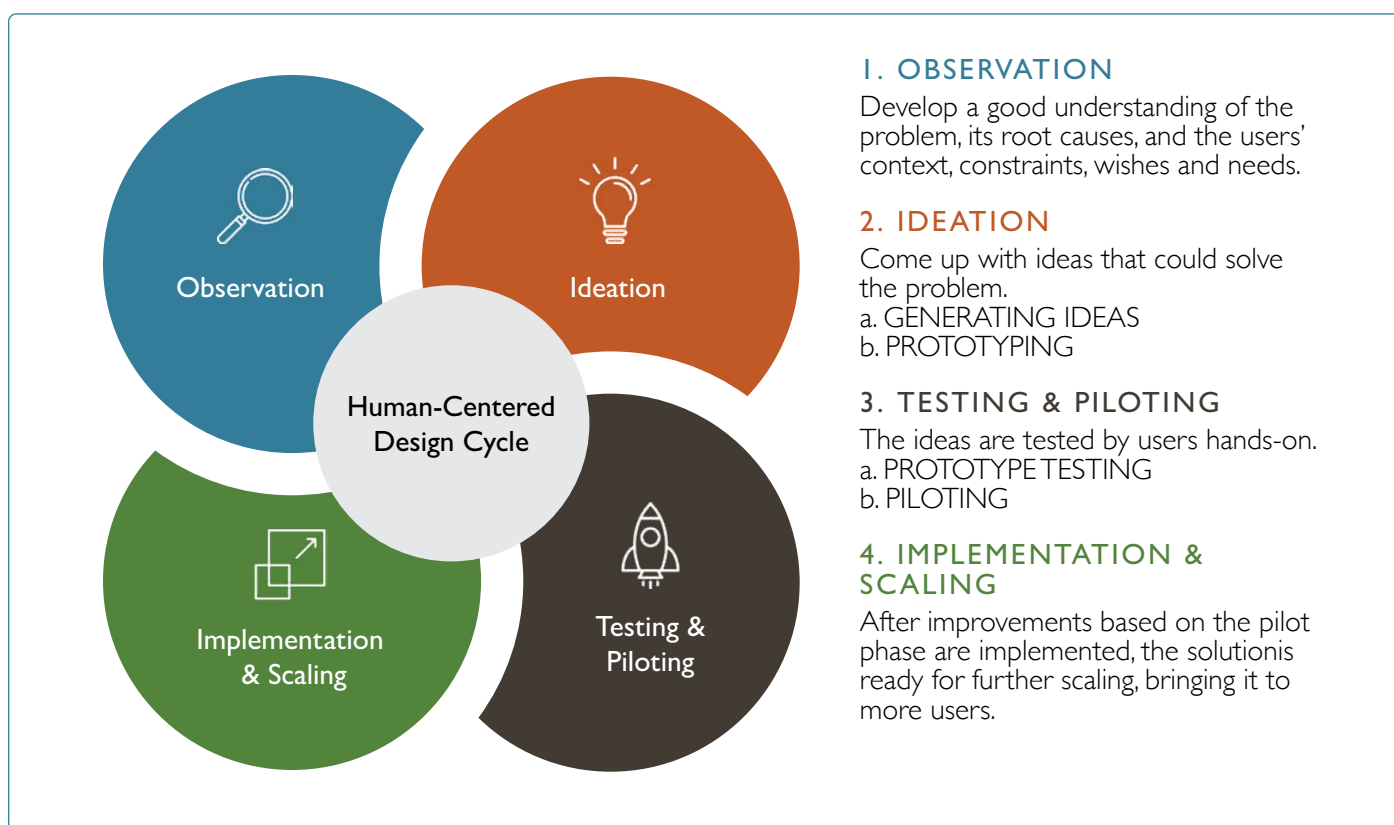 Observation
Ideation
Human-Centered
Design Cycle
Implementation
& Scaling
Testing &
Piloting
1. OBSERVATION
Develop a good understanding of the
problem, its root causes, and the users’
context, constraints, wishes and needs.
2. IDEATION
Come up with ideas that could solve
the problem.
a. GENERATING IDEAS
b. PROTOTYPING
3. TESTING & PILOTING
The ideas are tested by users hands-on.
a. PROTOTYPE TESTING
b. PILOTING
4. IMPLEMENTATION &
SCALING
After improvements based on the pilot
phase are implemented, the solutionis
ready for further scaling, bringing it to
more users.